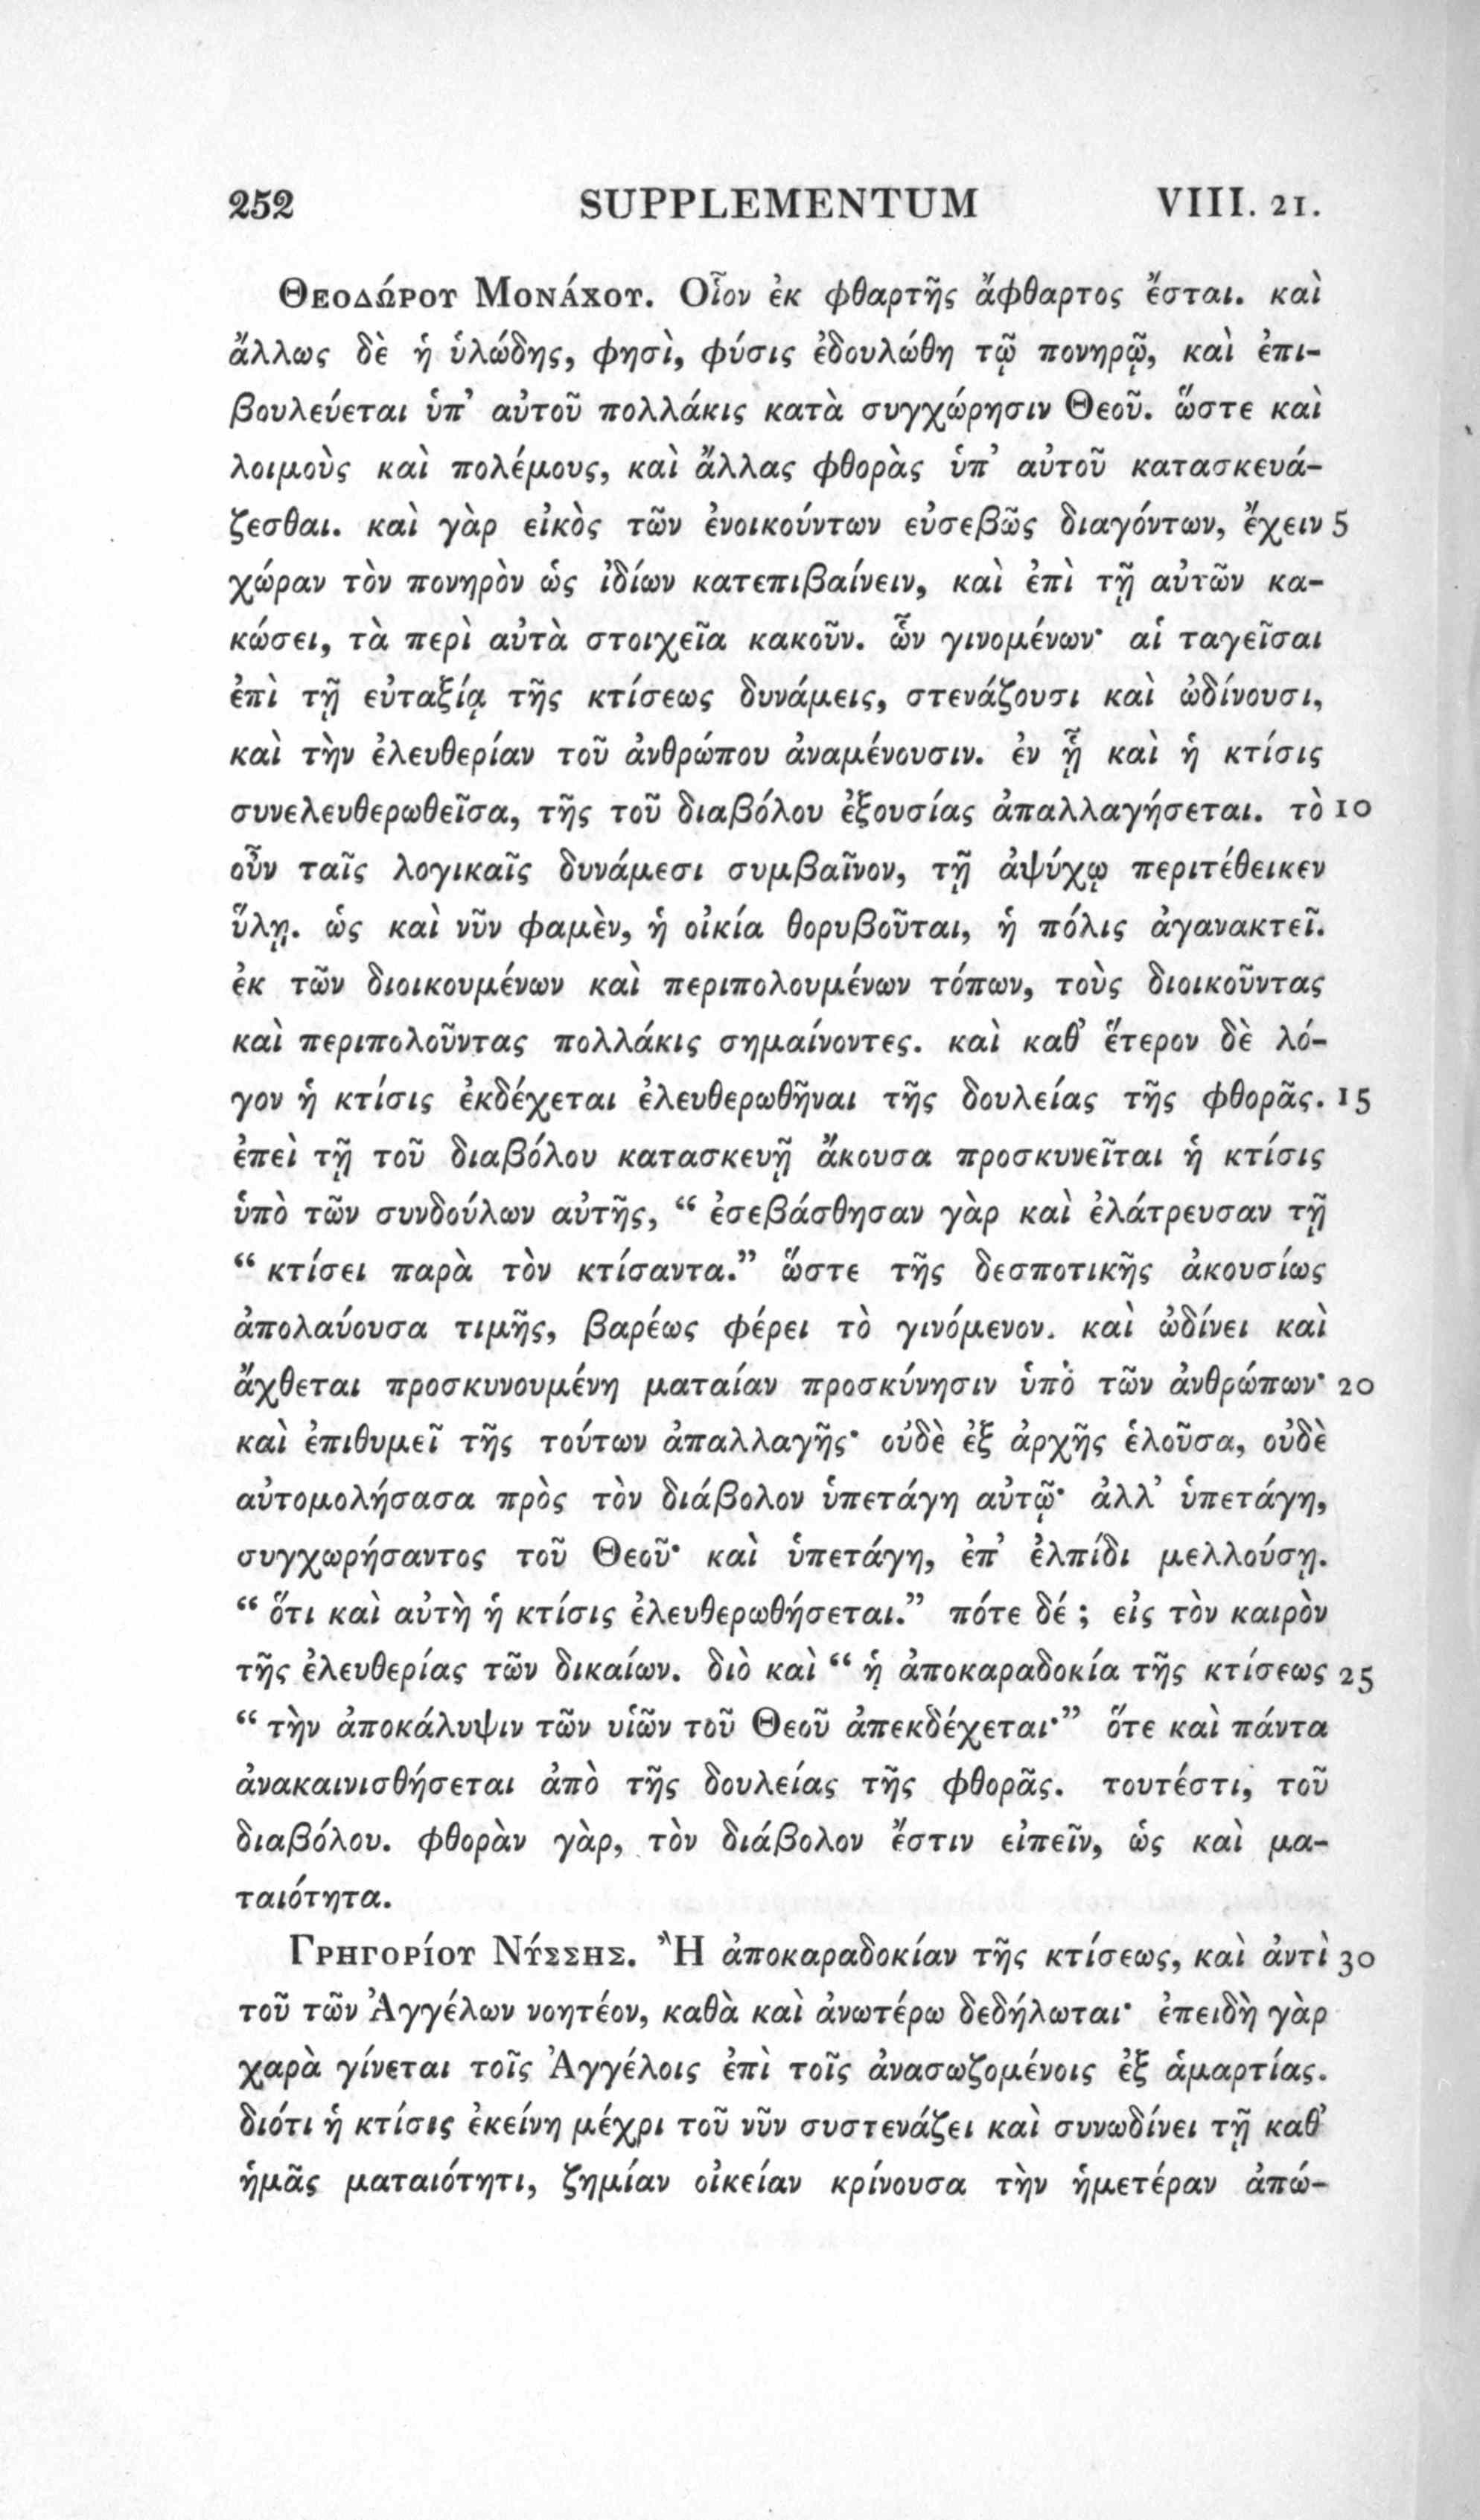 252 SUPPLEMENTUM VIII. 21.
Θεοδώρου Μονάχου. Οἷον ἐκ φθαρτῆς ἄφθαρτος ἔσται. καὶ
ἄλλως δὲ ἡ ὑλώδης, φησὶ, φύσις ἐδουλώθη τῷ πονηρῷ, καὶ ἐπι-
βουλεύεται ὑπ’ αὐτοῦ πολλάκις κατὰ συγχώρησιν Θεοῦ. ὥστε καὶ
λοιμοὺς καὶ πολέμους, καὶ ἄλλας φθορὰς ὑπ’ αὐτοῦ κατασκευά-
ζεσθαι. καὶ γὰρ εἰκὸς τῶν ἐνοικούντων εὐσεβῶς διαγόντων, ἔχειν 5
χώραν τὸν πονηρὸν ὡς ἰδίων κατεπιβαίνειν, καὶ ἐπὶ τῇ αὐτῶν κα-
κώσει, τὰ περὶ αὐτὰ στοιχεῖα κακοῦν. ὧν γινομένων· αἱ ταγεῖσαι
ἐπὶ τῇ εὐταξίᾳ τῆς κτίσεως δυνάμεις, στενάζουσι καὶ ὠδίνουσι,
καὶ τὴν ἐλευθερίαν τοῦ ἀνθρώπου ἀναμένουσιν. ἐν ᾗ καὶ ἡ κτίσις
συνελευθερωθεῖσα, τῆς τοῦ διαβόλου ἐξουσίας ἀπαλλαγήσεται. τὸ 10
οὖν ταῖς λογικαῖς δυνάμεσι συμβαῖνον, τῇ ἀψύχῳ περιτέθεικεν
ὕλῃ. ὡς καὶ νῦν φαμὲν, ἡ οἰκία θορυβοῦται, ἡ πόλις ἀγανακτεῖ.
ἐκ τῶν διοικουμένων καὶ περιπολουμένων τόπων, τοὺς διοικοῦντας
καὶ περιπολοῦντας πολλάκις σημαίνοντες. καὶ καθ’ ἕτερον δὲ λό-
γον ἡ κτίσις ἐκδέχεται ἐλευθερωθῆναι τῆς δουλείας τῆς φθορᾶς. 15
ἐπεὶ τῇ τοῦ διαβόλου κατασκευῇ ἄκουσα προσκυνεῖται ἡ κτίσις
ὑπὸ τῶν συνδούλων αὐτῆς, “ ἐσεβάσθησαν γὰρ καὶ ἐλάτρευσαν τῇ
“ κτίσει παρὰ τὸν κτίσαντα.” ὥστε τῆς δεσποτικῆς ἀκουσίως
ἀπολαύουσα τιμῆς, βαρέως φέρει τὸ γινόμενον. καὶ ὠδίνει καὶ
ἄχθεται προσκυνουμένη ματαίαν προσκύνησιν ὑπὸ τῶν ἀνθρώπων· 20
καὶ ἐπιθυμεῖ τῆς τούτων ἀπαλλαγῆς· οὐδὲ ἐξ ἀρχῆς ἑλοῦσα, οὐδὲ
αὐτομολήσασα πρὸς τὸν διάβολον ὑπετάγη αὐτῷ· ἀλλ’ ὑπετάγη,
συγχωρήσαντος τοῦ Θεοῦ· καὶ ὑπετάγη, ἐπ’ ἐλπίδι μελλούσῃ.
“ ὅτι καὶ αὐτὴ ἡ κτίσις ἐλευθερωθήσεται.” πότε δέ ; εἰς τὸν καιρὸν
τῆς ἐλευθερίας τῶν δικαίων. διὸ καὶ “ ἡ ἀποκαραδοκία τῆς κτίσεως 25
“ τὴν ἀποκάλυψιν τῶν υἱῶν τοῦ Θεοῦ ἀπεκδέχεται·” ὅτε καὶ πάντα
ἀνακαινισθήσεται ἀπὸ τῆς δουλείας τῆς φθορᾶς. τουτέστι, τοῦ
διαβόλου. φθορὰν γὰρ, τὸν διάβολον ἔστιν εἰπεῖν, ὡς καὶ μα-
ταιότητα.
Γρηγορίου Νύσσης. Ἢ ἀποκαραδοκίαν τῆς κτίσεως, καὶ ἀντὶ 30
τοῦ τῶν Ἀγγέλων νοητέον, καθὰ καὶ ἀνωτέρω δεδήλωται· ἐπειδὴ γὰρ
χαρὰ γίνεται τοῖς Ἀγγέλοις ἐπὶ τοῖς ἀνασωζομένοις ἐξ ἁμαρτίας.
διότι ἡ κτίσις ἐκείνη μέχρι τοῦ νῦν συστενάζει καὶ συνωδίνει τῇ καθ’
ἡμᾶς ματαιότητι, ζημίαν οἰκείαν κρίνουσα τὴν ἡμετέραν ἀπώ-